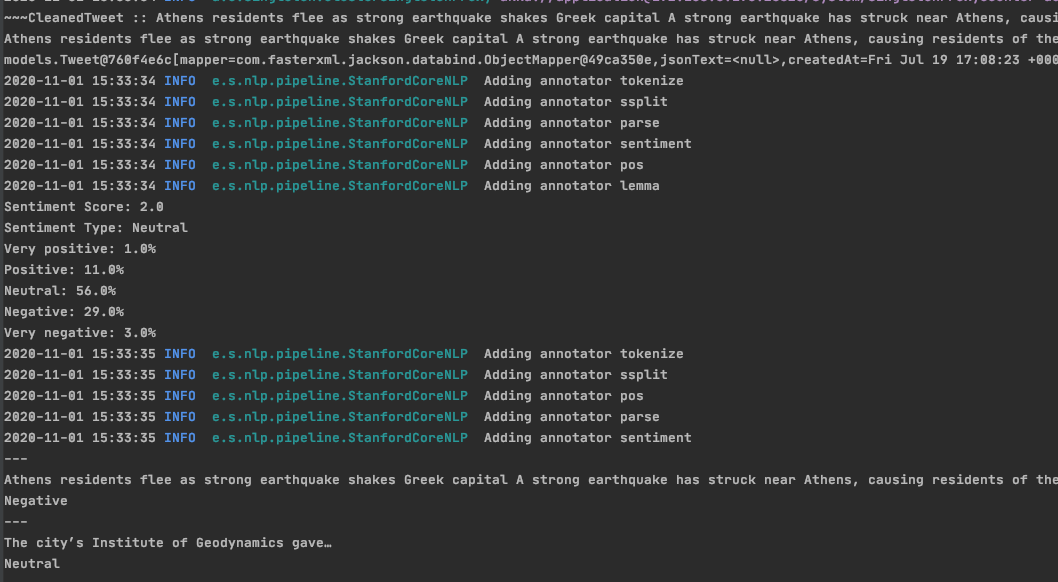 ~~~CleanedTweet :: Athens residents flee as strong earthquake shakes Greek capital A strong earthquake has struck near Athens, causi
Athens residents flee as strong earthquake shakes Greek capital A strong earthquake has struck near Athens, causing residents of the
models.Tweet@760f4e6c[mapper=com.fasterxml.jackson.databind.ObjectMapper@49ca350e,jsonText=<null>,createdAt=Fri Jul 19 17:08:23 +000
2020-11-01 15:33:34 INFO e.s.nlp.pipeline.StanfordCoreNLP Adding annotator tokenize
2020-11-01 15:33:34 INFO e.s.nlp.pipeline.StanfordCoreNLP Adding annotator ssplit
2020-11-01 15:33:34 INFO e.s.nlp.pipeline.StanfordCoreNLP Adding annotator parse
2020-11-01 15:33:34 INFO e.s.nlp.pipeline.StanfordCoreNLP Adding annotator sentiment
2020-11-01 15:33:34 INFO e.s.nlp.pipeline.StanfordCoreNLP Adding annotator pos
2020-11-01 15:33:34 INFO e.s.nlp.pipeline.StanfordCoreNLP Adding annotator lemma
Sentiment Score: 2.0
Sentiment Type: Neutral
Very positive: 1.0%
Positive: 11.0%
Neutral: 56.0%
Negative: 29.0%
Very negative: 3.0%
2020-11-01 15:33:35 INFO e.s.nlp.pipeline.StanfordCoreNLP Adding annotator tokenize
2020-11-01 15:33:35 INFO e.s.nlp.pipeline.StanfordCoreNLP Adding annotator ssplit
2020-11-01 15:33:35 INFO e.s.nlp.pipeline.StanfordCoreNLP Adding annotator pos
2020-11-01 15:33:35 INFO e.s.nlp.pipeline.StanfordCoreNLP Adding annotator parse
2020-11-01 15:33:35 INFO e.s.nlp.pipeline.StanfordCoreNLP Adding annotator sentiment
---
Athens residents flee as strong earthquake shakes Greek capital A strong earthquake has struck near Athens, causing residents of the
Negative
---
The city’s Institute of Geodynamics gave…
Neutral